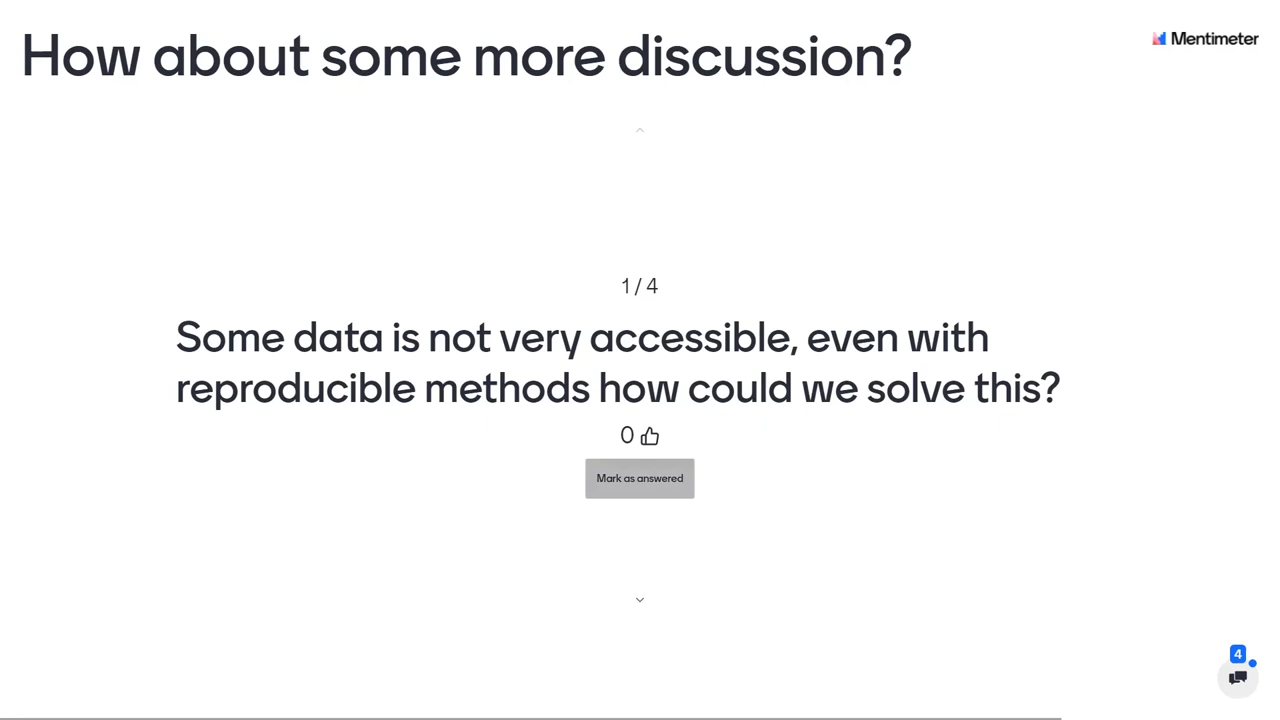 How about some more discussion?
Mentimeter
1 / 4
Some data is not very accessible, even with
reproducible methods how could we solve this?
0
Mark as answered
4